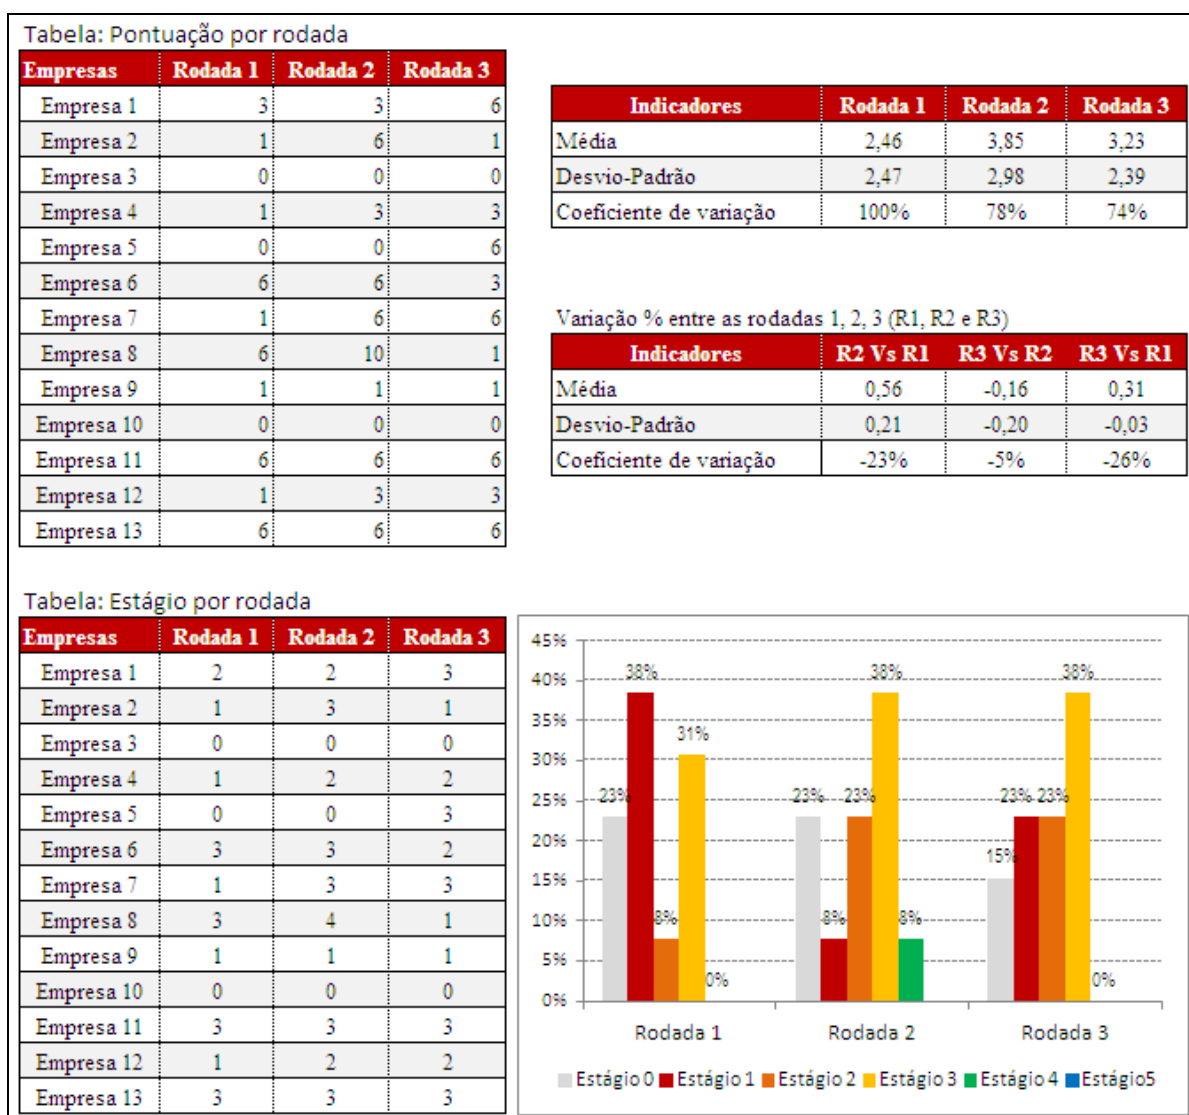 Tabela: Pontuação por rodada
Empresas Rodada 1 Rodada 2 Rodada 3
Empresa 1 3 3 6
Empresa 2 1 6 1
Empresa 3 0 0 0
Empresa 4 1 3 3
Empresa 5 0 0 6
Empresa 6 6 6 3
Empresa 7 1 6 6
Empresa 8 6 10 1
Empresa 9 1 1 1
Empresa 10 0 0 0
Empresa 11 6 6 6
Empresa 12 1 3 3
Empresa 13 6 6 6
Indicadores Rodada 1 Rodada 2 Rodada 3
Média 2,46 3,85 3,23
Desvio-Padrão 2,47 2,98 2,39
Coeficiente de variação 100% 78% 74%
Variação % entre as rodadas 1, 2, 3 (R1, R2 e R3)
Indicadores R2 Vs R1 R3 Vs R2 R3 Vs R1
Média 0,56 -0,16 0,31
Desvio-Padrão 0,21 -0,20 -0,03
Coeficiente de variação -23% -5% -26%
Tabela: Estágio por rodada
Empresas Rodada 1 Rodada 2 Rodada 3
Empresa 1 2 2 3
Empresa 2 1 3 1
Empresa 3 0 0 0
Empresa 4 1 2 2
Empresa 5 0 0 3
Empresa 6 3 3 2
Empresa 7 1 3 3
Empresa 8 3 4 1
Empresa 9 1 1 1
Empresa 10 0 0 0
Empresa 11 3 3 3
Empresa 12 1 2 2
Empresa 13 3 3 3
45%
40%
35%
30%
25%
20%
15%
10%
5%
0%
23% 38% 8% 31% 0%
23% 8% 23% 38% 8%
15% 23% 23% 38% 0%
Rodada 1 Rodada 2 Rodada 3
Estágio 0 Estágio 1 Estágio 2 Estágio 3 Estágio 4 Estágio5